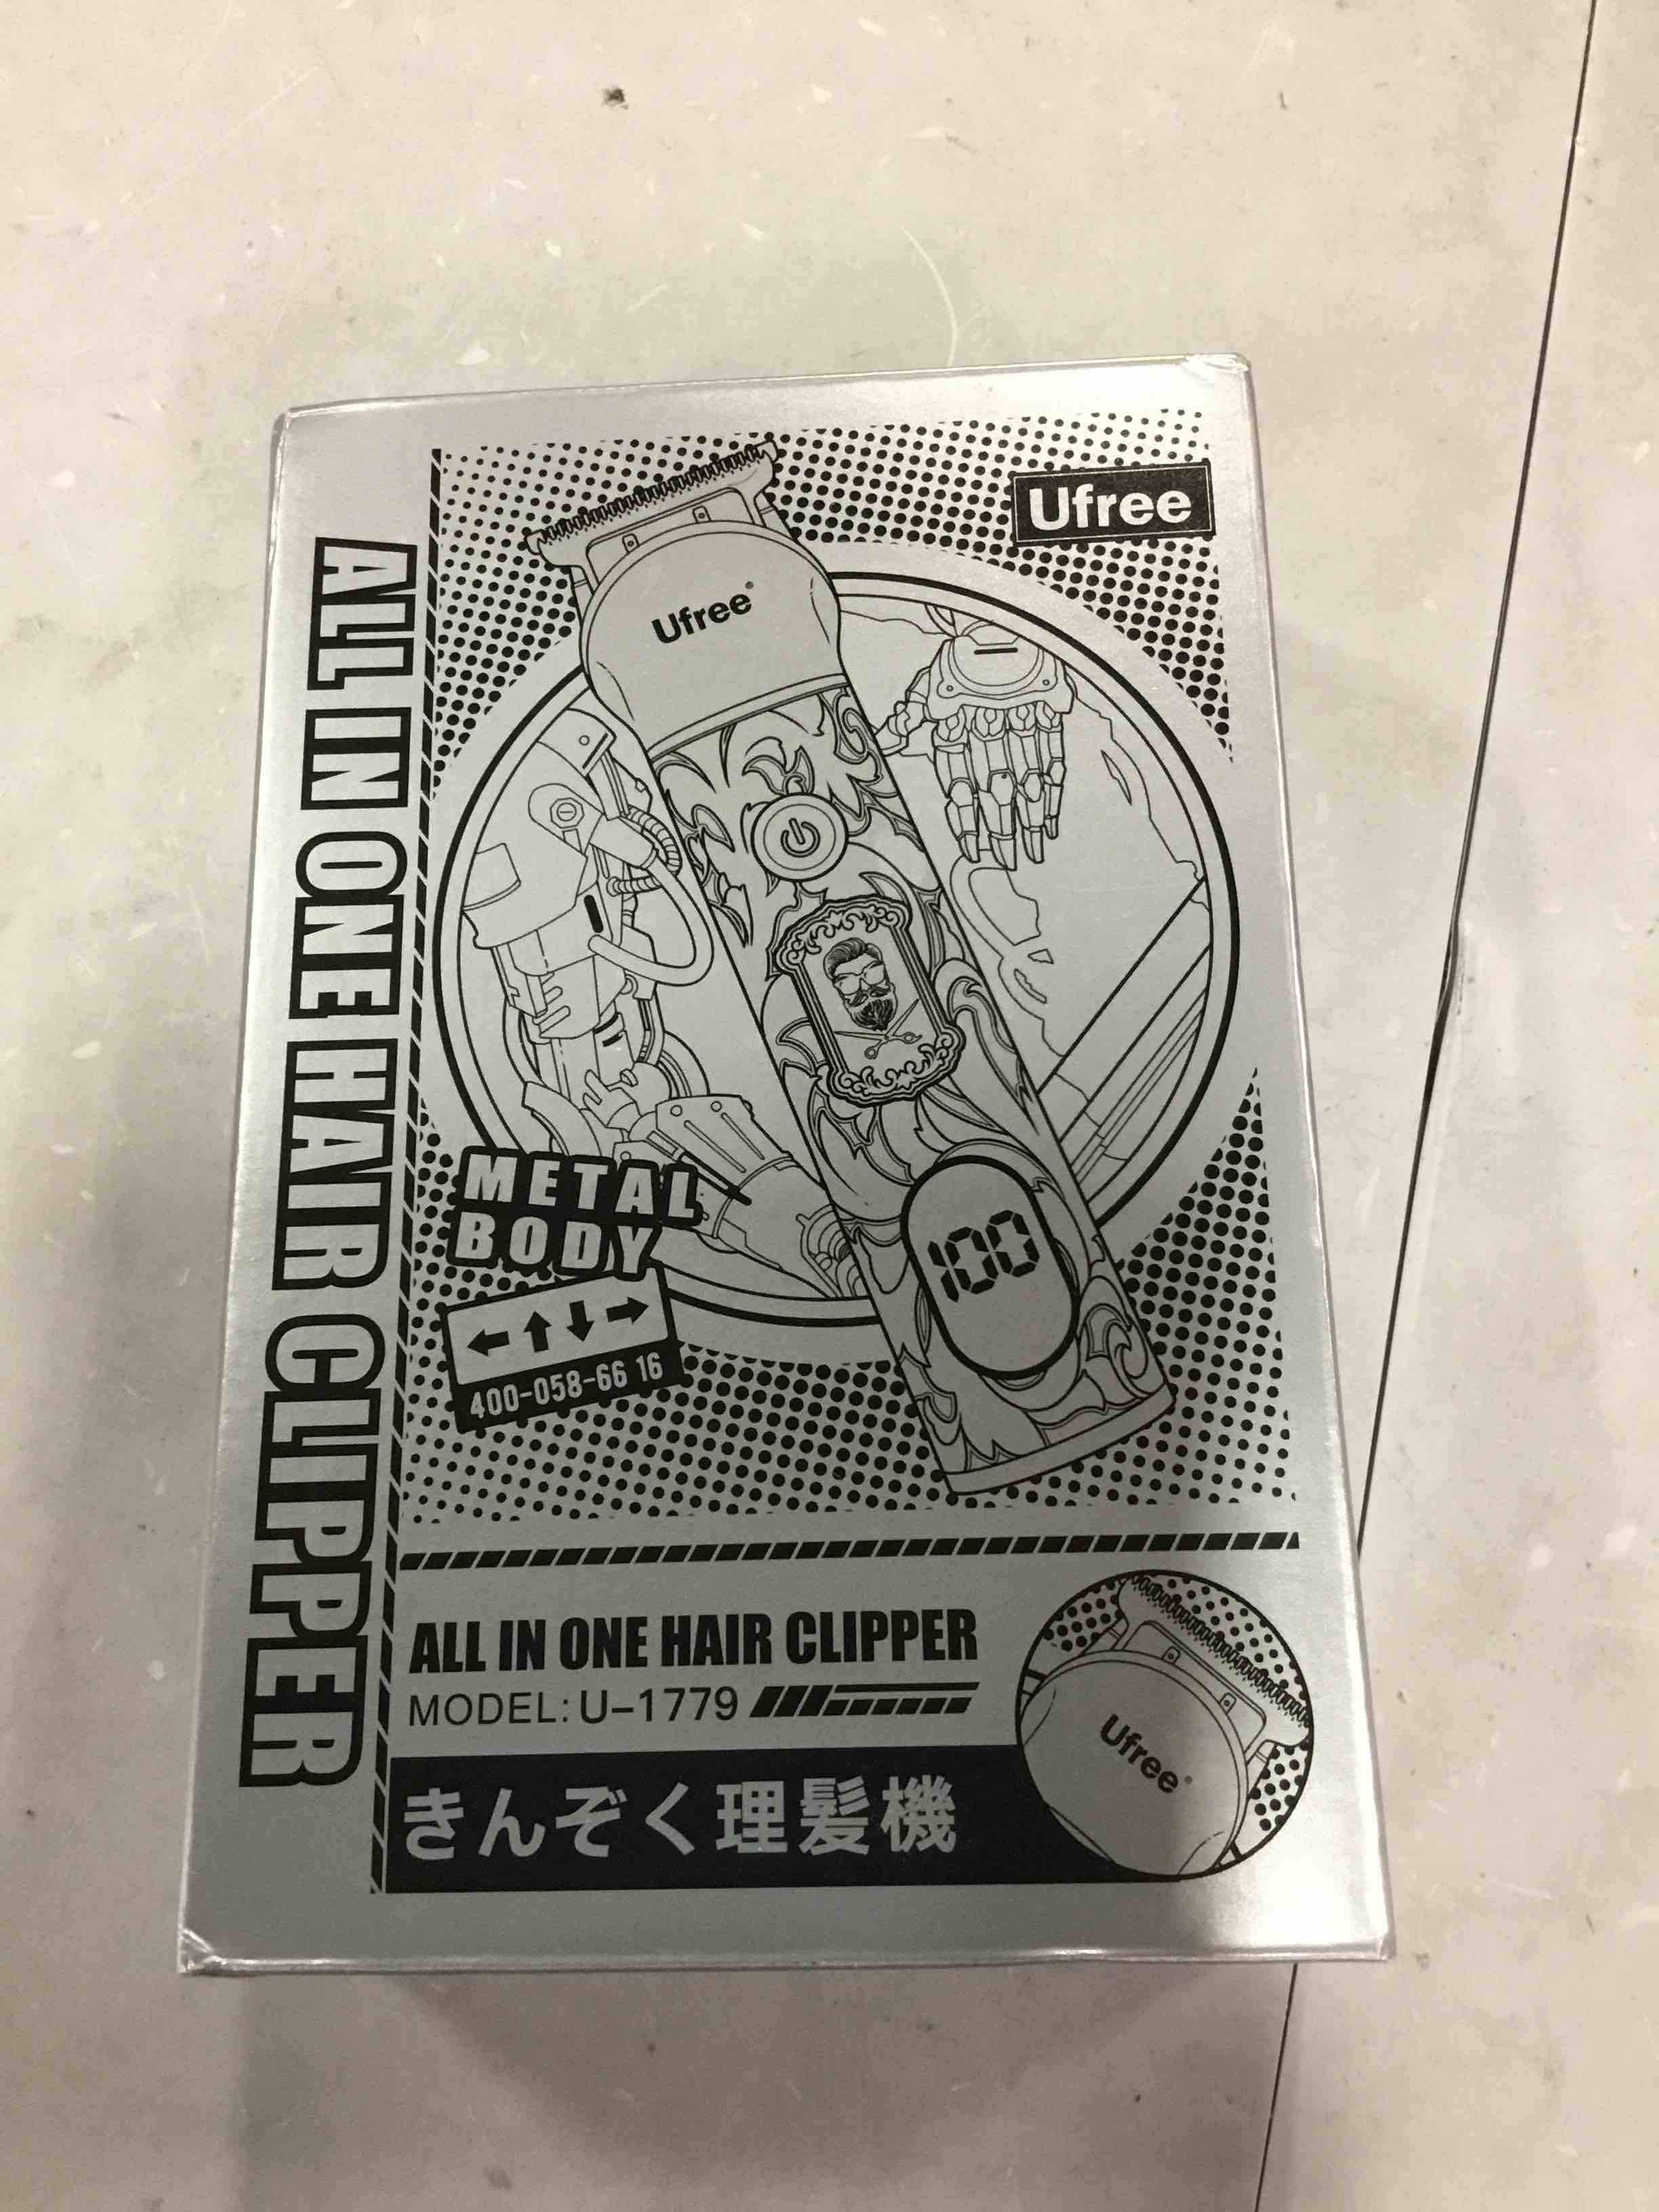 Ufree
Ufree
ALL IN ONE HAIR CLIPPER
100
METAL
BODY
400-058-66 16
ALL IN ONE HAIR CLIPPER
MODEL: U-1779
きんぞく理髪機
Ufree